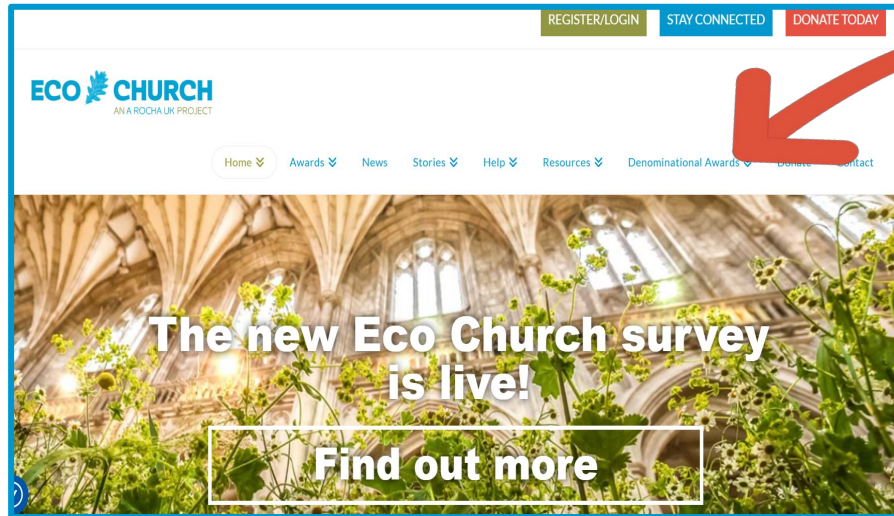 REGISTER/LOGIN STAY CONNECTED DONATE TODAY
ECO CHURCH
AN A ROCHA UK PROJECT
Home Awards News Stories Help Resources Denominational Awards Donate Contact
The new Eco Church survey
is live!
Find out more